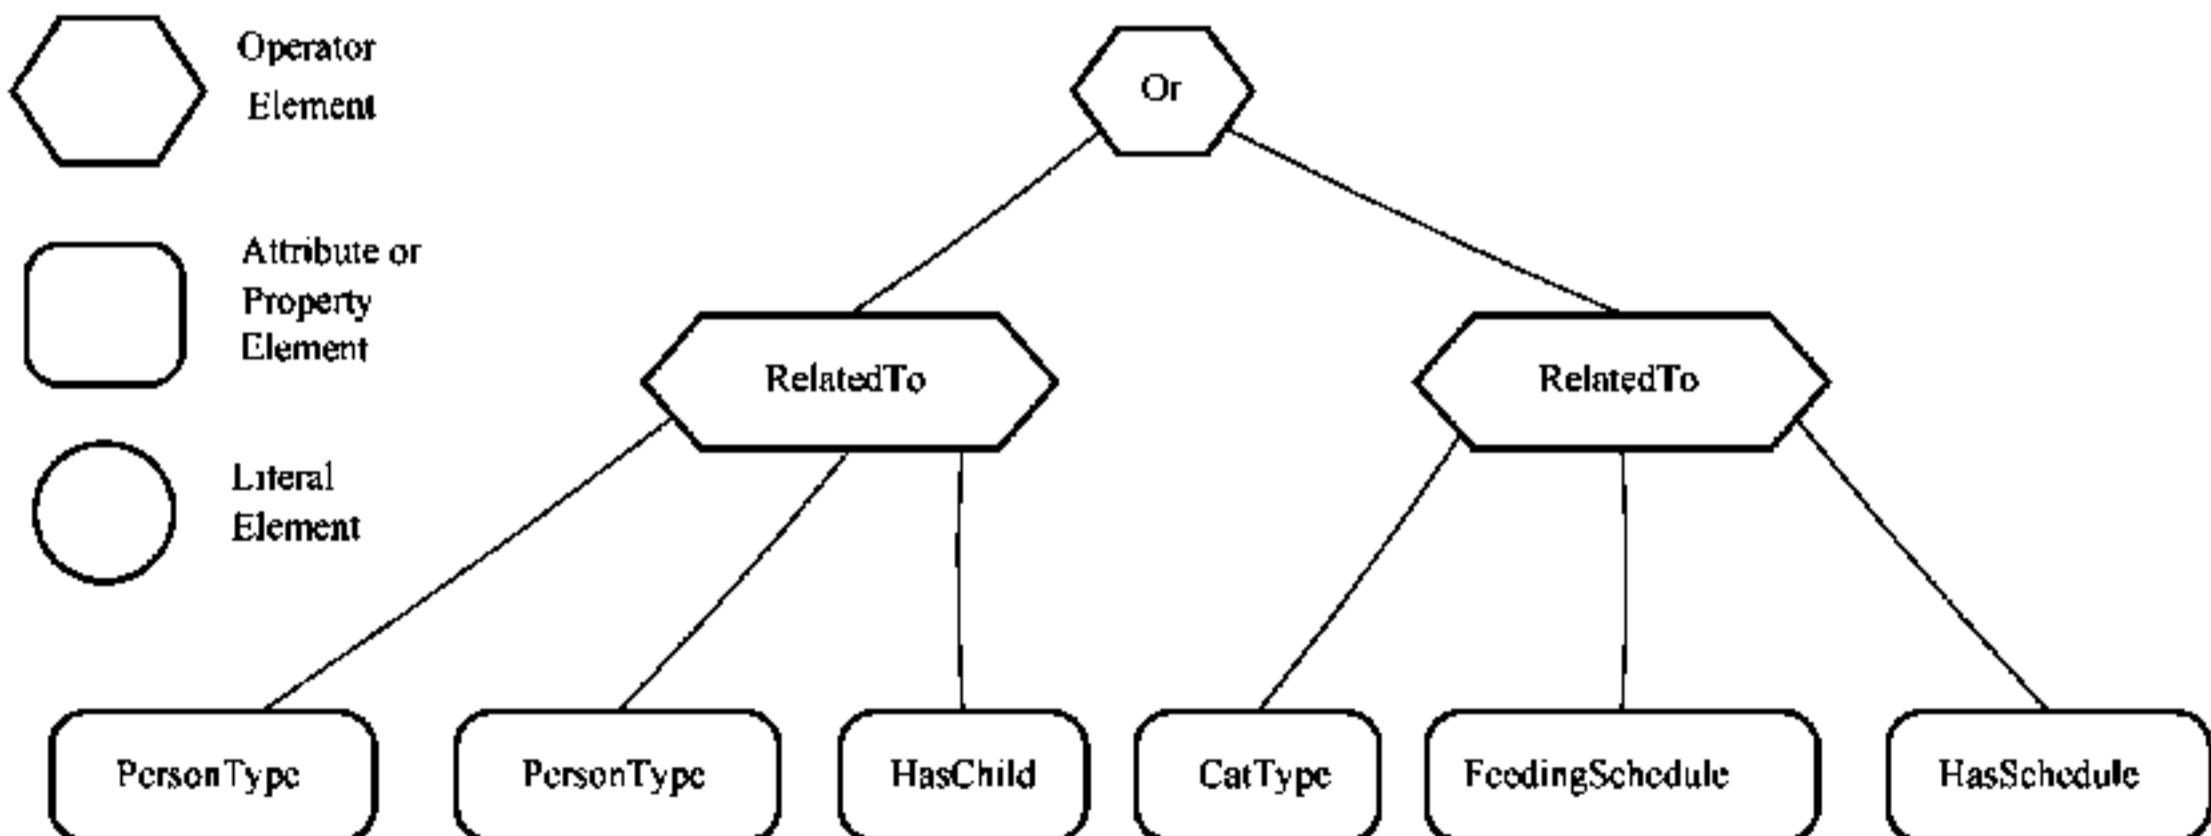 Operator
Element
Attribute or
Property
Element
Literal
Element
Or
RelatedTo
RelatedTo
PersonType
PersonType
HasChild
CatType
FeedingSchedule
HasSchedule